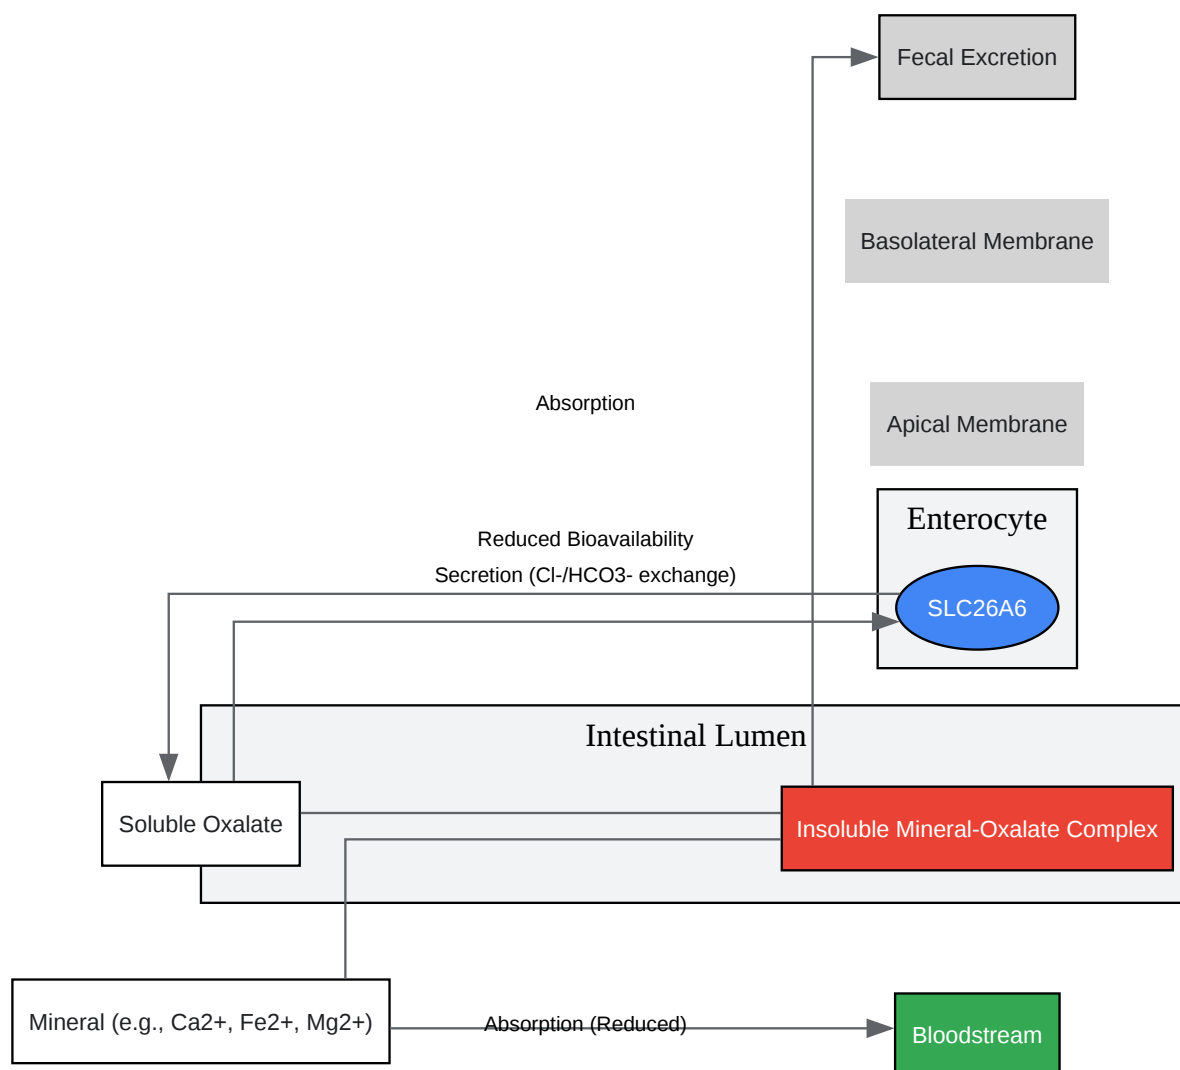 Fecal Excretion
Basolateral Membrane
Absorption
Apical Membrane
Enterocyte
Reduced Bioavailability
Secretion (Cl-/HCO3- exchange)
SLC26A6
Intestinal Lumen
Soluble Oxalate
Insoluble Mineral-Oxalate Complex
Mineral (e.g., Ca2+, Fe2+, Mg2+)
Absorption (Reduced)
Bloodstream